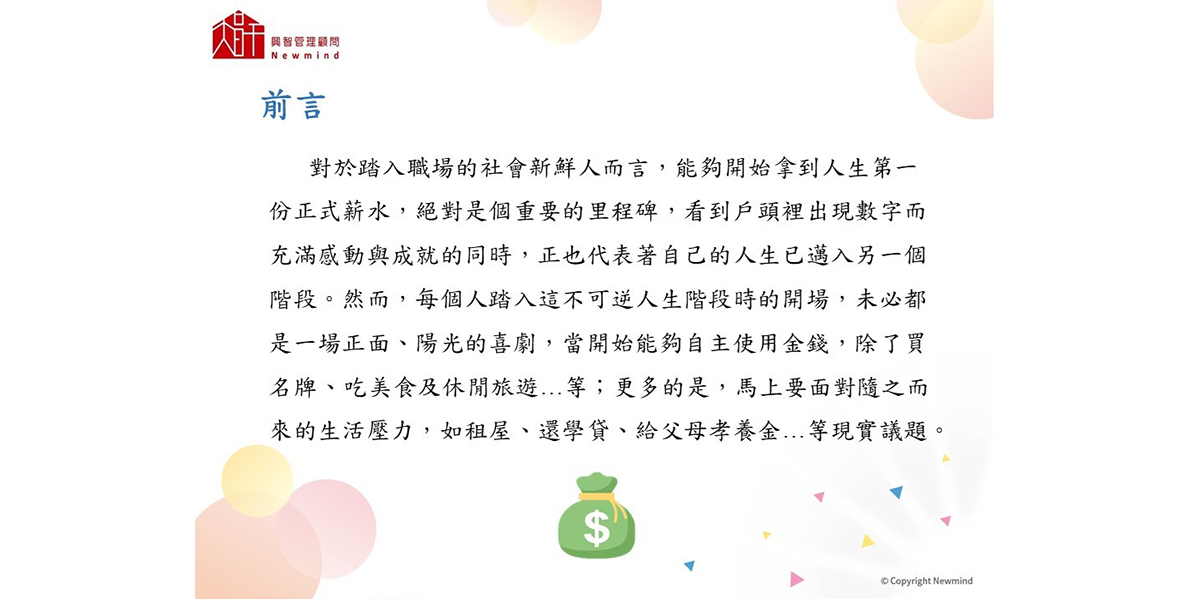 興智管理顧問
Newmind
前言
對於踏入職場的社會新鮮人而言，能夠開始拿到人生第一
份正式薪水，絕對是個重要的里程碑，看到戶頭裡出現數字而
充滿感動與成就的同時，正也代表著自己的人生已邁入另一個
階段。然而，每個人踏入這不可逆人生階段時的開場，未必都
是一場正面、陽光的喜劇，當開始能夠自主使用金錢，除了買
名牌、吃美食及休閒旅遊…等；更多的是，馬上要面對隨之而
來的生活壓力，如租屋、還學貸、給父母孝養金…等現實議題。
$
© Copyright Newmind